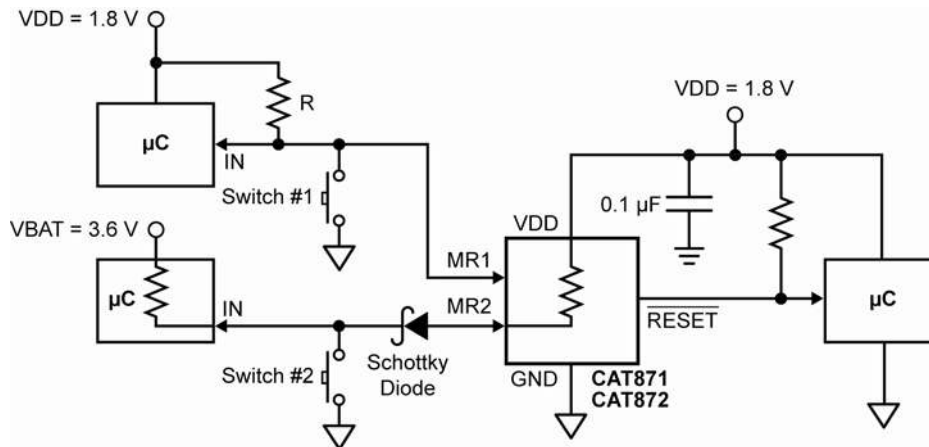 VDD = 1.8 V
R
µC
IN
Switch #1
VBAT = 3.6 V
µC
IN
Switch #2
Schottky
Diode
MR1
MR2
VDD
GND
CAT871
CAT872
RESET
VDD = 1.8 V
0.1 µF
µC